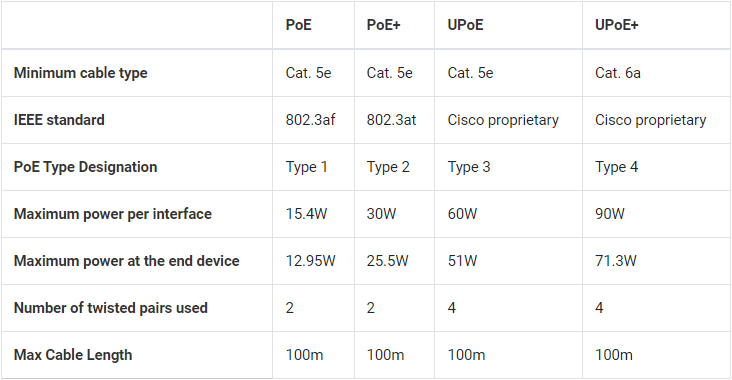 PoE PoE+ UPoE UPoE+
Minimum cable type Cat. 5e Cat. 5e Cat. 5e Cat. 6a
IEEE standard 802.3af 802.3at Cisco proprietary Cisco proprietary
PoE Type Designation Type 1 Type 2 Type 3 Type 4
Maximum power per interface 15.4W 30W 60W 90W
Maximum power at the end device 12.95W 25.5W 51W 71.3W
Number of twisted pairs used 2 2 4 4
Max Cable Length 100m 100m 100m 100m